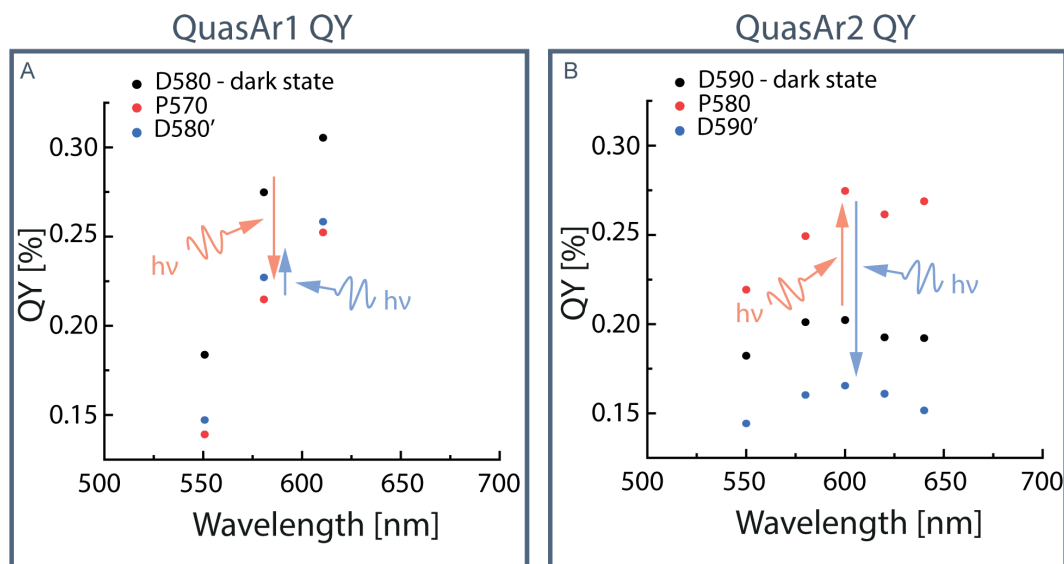 QuasAr1 QY
A
D580 - dark state
P570
D580′
0.30
0.25
0.20
0.15
QY [%]
hν
hν
500
550
600
650
700
Wavelength [nm]
QuasAr2 QY
B
D590 - dark state
P580
D590′
0.30
0.25
0.20
0.15
QY [%]
hν
hν
500
550
600
650
700
Wavelength [nm]